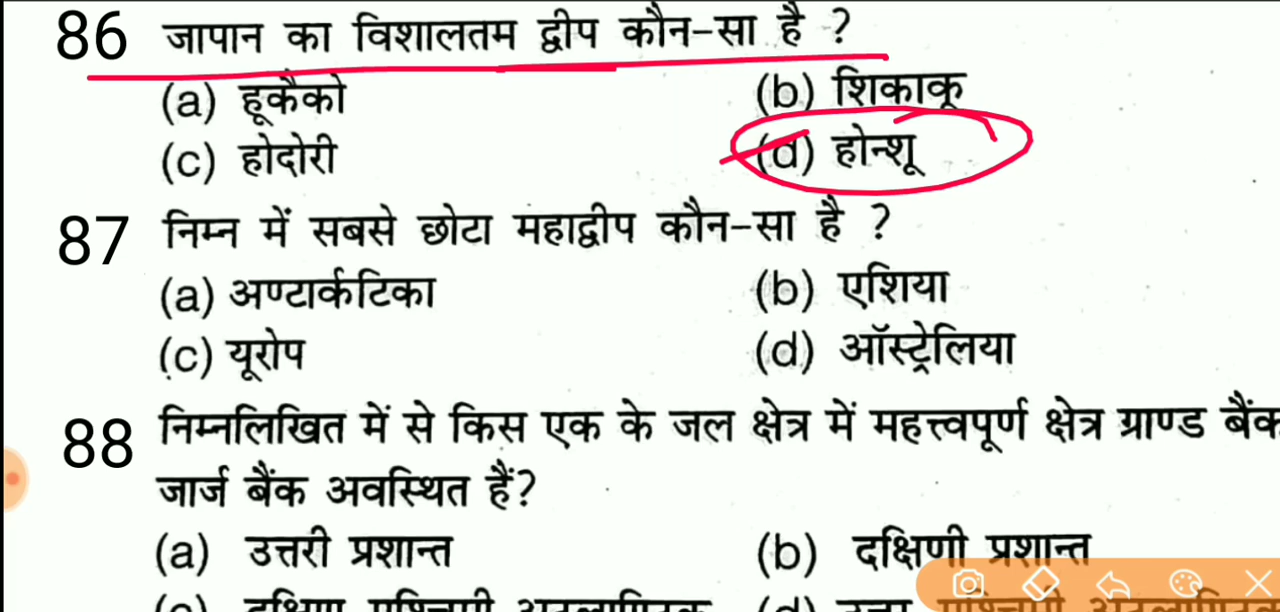 86 जापान का विशालतम द्वीप कौन-सा है ?
(a) हूकैको (b) शिकाकू
(c) होदोरी (d) होन्शू
87 निम्न में सबसे छोटा महाद्वीप कौन-सा है ?
(a) अण्टार्कटिका (b) एशिया
(c) यूरोप (d) ऑस्ट्रेलिया
88 निम्नलिखित में से किस एक के जल क्षेत्र में महत्त्वपूर्ण क्षेत्र ग्राण्ड बैंक
जार्ज बैंक अवस्थित हैं?
(a) उत्तरी प्रशान्त (b) दक्षिणी प्रशान्त